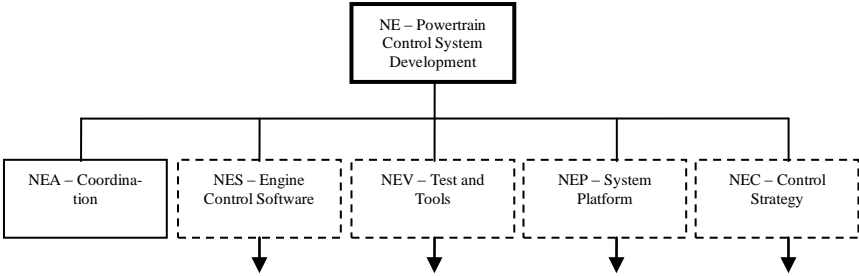 NE – Powertrain
Control System
Development
NEA – Coordina-
tion
NES – Engine
Control Software
NEV – Test and
Tools
NEP – System
Platform
NEC – Control
Strategy